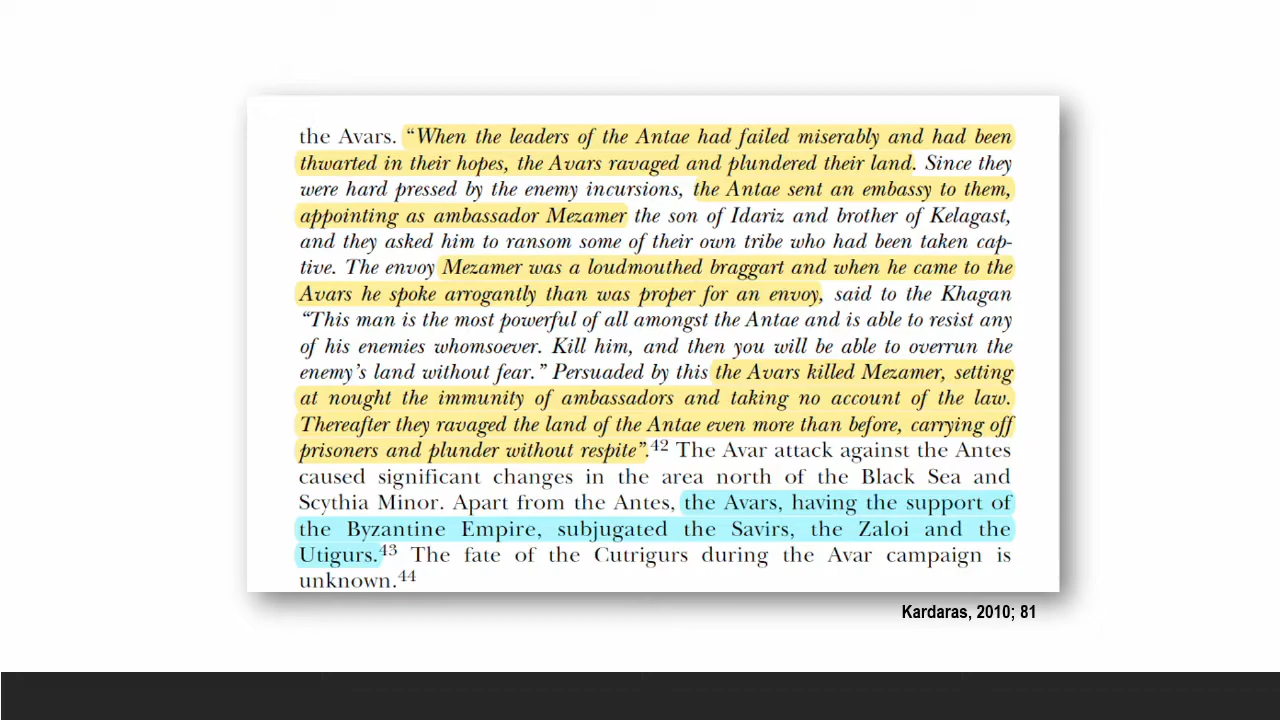 the Avars. “When the leaders of the Antae had failed miserably and had been
thwarted in their hopes, the Avars ravaged and plundered their land. Since they
were hard pressed by the enemy incursions, the Antae sent an embassy to them,
appointing as ambassador Mezamer the son of Idariz and brother of Kelagast,
and they asked him to ransom some of their own tribe who had been taken cap-
tive. The envoy Mezamer was a loudmouthed braggart and when he came to the
Avars he spoke arrogantly than was proper for an envoy, said to the Khagan
“This man is the most powerful of all amongst the Antae and is able to resist any
of his enemies whomsoever. Kill him, and then you will be able to overrun the
enemy’s land without fear.” Persuaded by this the Avars killed Mezamer, setting
at nought the immunity of ambassadors and taking no account of the law.
Thereafter they ravaged the land of the Antae even more than before, carrying off
prisoners and plunder without respite”.42 The Avar attack against the Antes
caused significant changes in the area north of the Black Sea and
Scythia Minor. Apart from the Antes, the Avars, having the support of
the Byzantine Empire, subjugated the Savirs, the Zaloi and the
Utigurs.43 The fate of the Cutrigurs during the Avar campaign is
unknown.44
Kardaras, 2010; 81